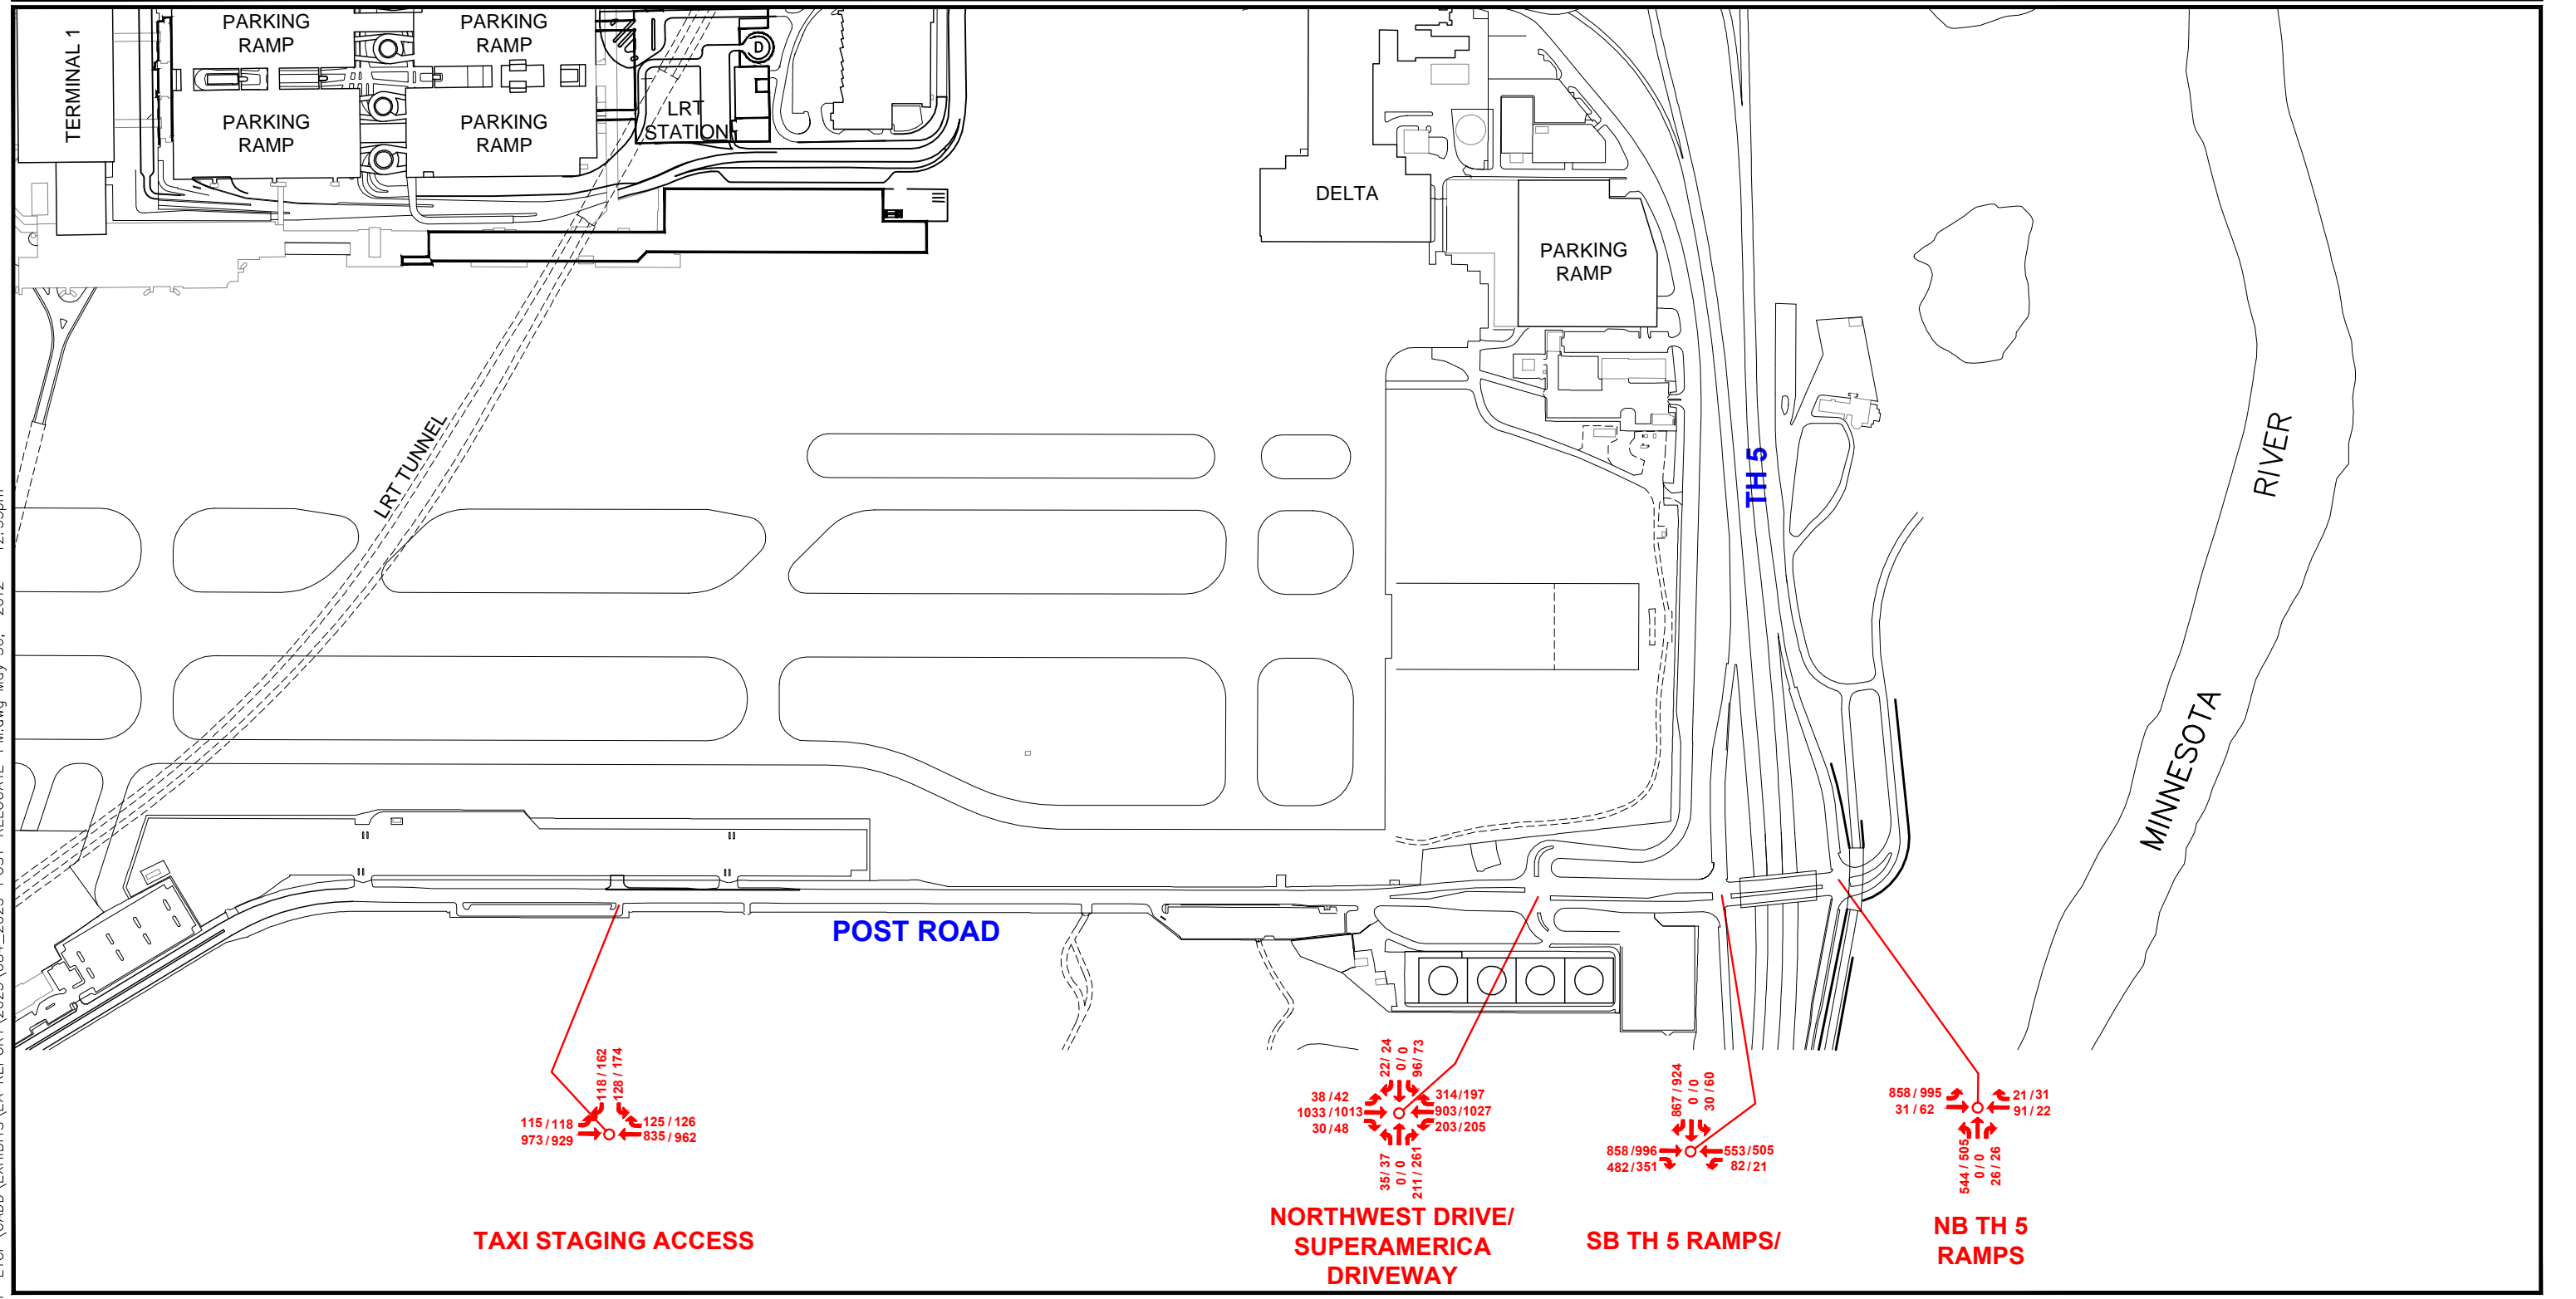 TERMINAL 1
PARKING
RAMP
PARKING
RAMP
D
PARKING
RAMP
PARKING
RAMP
LRT
STATION
DELTA
PARKING
RAMP
LRT TUNNEL
TH 5
RIVER
MINNESOTA
POST ROAD
118 / 162
128 / 174
115 / 118
973 / 929
125 / 126
835 / 962
TAXI STAGING ACCESS
22 / 24
0 / 0
96 / 73
38 / 42
1033 / 1013
30 / 48
314 / 197
903 / 1027
203 / 205
35 / 37
0 / 0
211 / 261
NORTHWEST DRIVE/
SUPERAMERICA
DRIVEWAY
867 / 924
0 / 0
30 / 60
858 / 996
482 / 351
553 / 505
82 / 21
SB TH 5 RAMPS/
858 / 995
31 / 62
21 / 31
91 / 22
544 / 505
0 / 0
26 / 26
NB TH 5
RAMPS